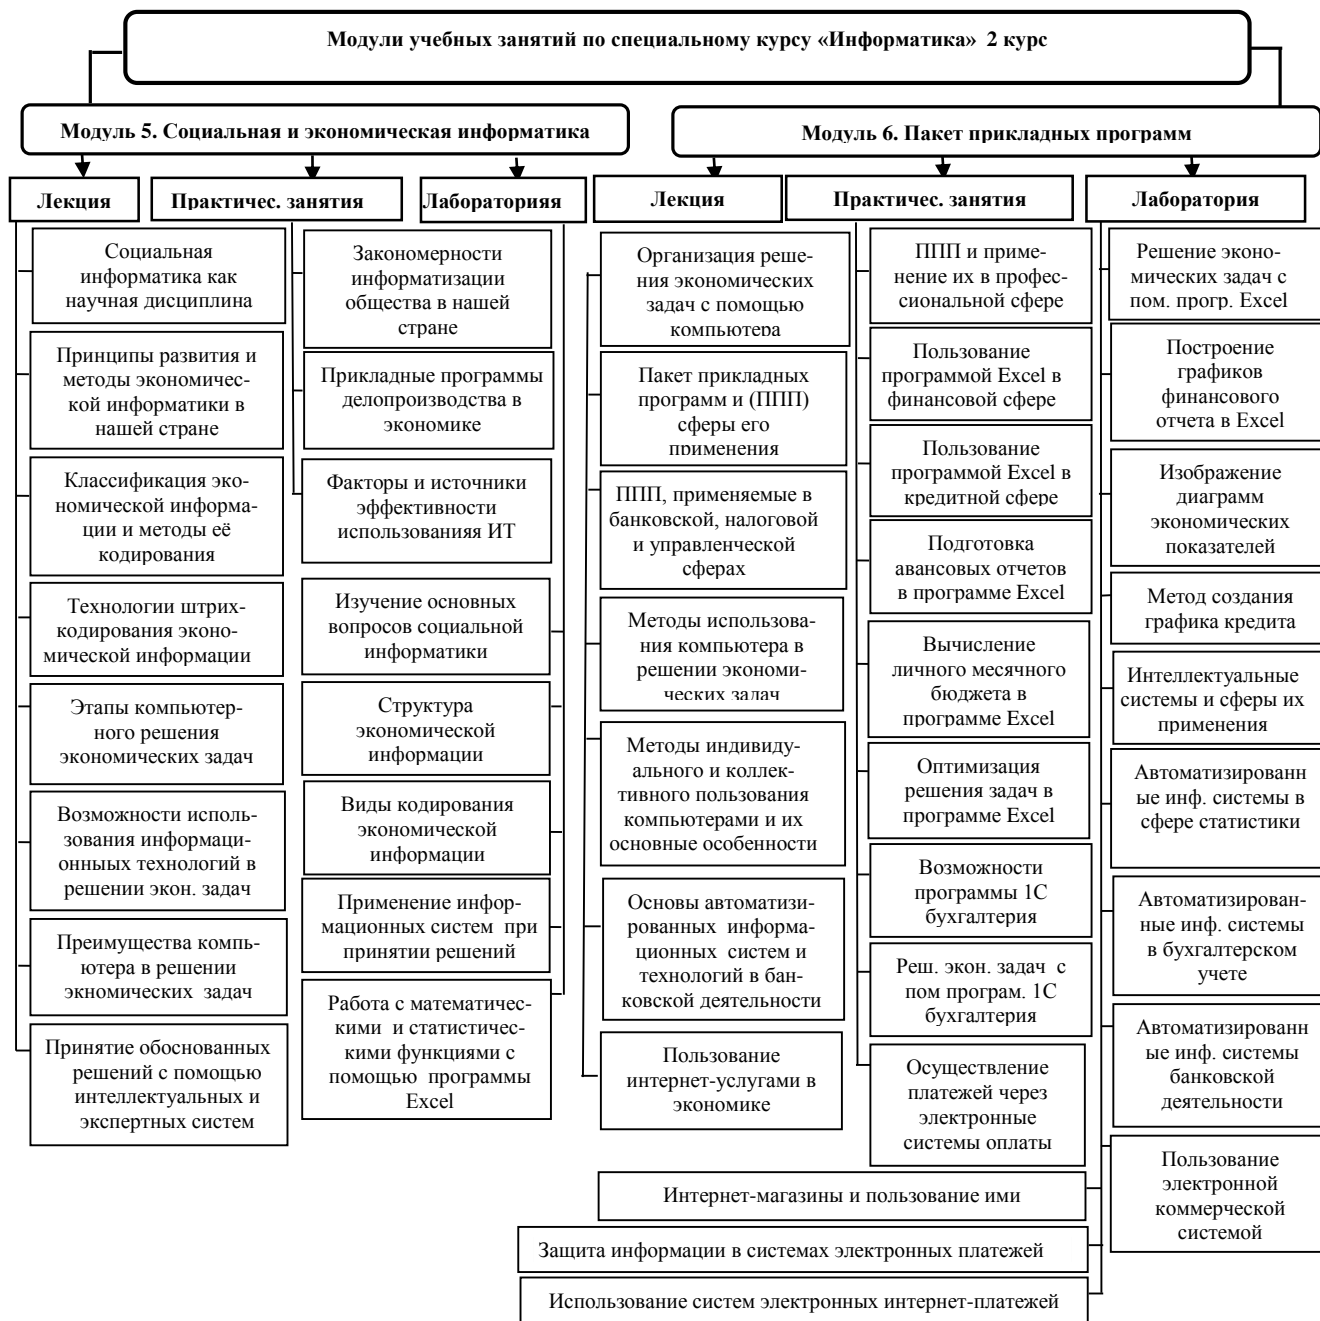 Модули учебных занятий по специальному курсу «Информатика»  2 курс
Модуль 5. Социальная и экономическая информатика
Модуль 6. Пакет прикладных программ
Лекция
Практичес. занятия
Лабораторияя
Лекция
Практичес. занятия
Лаборатория
Социальная
информатика как
научная дисциплина
Принципы развития и
методы экономичес-
кой информатики в
нашей стране
Классификация эко-
номической информа-
ции и методы её
кодирования
Технологии штрих-
кодирования эконо-
мической информации
Этапы компьютер-
ного решения
экономических задач
Возможности исполь-
зования информаци-
онныых технологий в
решении экон. задач
Преимущества компь-
ютера в решении
экномических  задач
Принятие обоснованных
решений с помощью
интеллектуальных и
экспертных систем
Закономерности
информатизации
общества в нашей
стране
Прикладные программы
делопроизводства в
экономике
Факторы и источники
эффективности
использованияя ИТ
Изучение основных
вопросов социальной
информатики
Структура
экономической
информации
Виды кодирования
экономической
информации
Применение инфор-
мационных систем  при
принятии решений
Работа с математичес-
кими  и статистичес-
кими функциями с
помощью  программы
Excel
Организация реше-
ния экономических
задач с помощью
компьютера
Пакет прикладных
программ и (ППП)
сферы его
применения
ППП, применяемые в
банковской, налоговой
и управленческой
сферах
Методы использова-
ния компьютера в
решении экономи-
ческих задач
Методы индивиду-
ального и коллек-
тивного пользования
компьютерами и их
основные особенности
Основы автоматизи-
рованных  информа-
ционных  систем и
технологий в бан-
ковской деятельности
Пользование
интернет-услугами в
экономике
ППП и приме-
нение их в профес-
сиональной сфере
Пользование
программой Excel в
финансовой сфере
Пользование
программой Excel в
кредитной сфере
Подготовка
авансовых отчетов
в программе Excel
Вычисление
личного месячного
бюджета в
программе Excel
Оптимизация
решения задач в
программе Excel
Возможности
программы 1С
бухгалтерия
Реш. экон. задач  с
пом програм. 1С
бухгалтерия
Осуществление
платежей через
электронные
системы оплаты
Решение эконо-
мических задач с
пом. прогр. Excel
Построение
графиков
финансового
отчета в Excel
Изображение
диаграмм
экономических
показателей
Метод создания
графика кредита
Интеллектуальные
системы и сферы их
применения
Автоматизированн
ые инф. системы в
сфере статистики
Автоматизирован-
ные инф. системы
в бухгалтерском
учете
Автоматизированн
ые инф. системы
банковской
деятельности
Пользование
электронной
коммерческой
системой
Интернет-магазины и пользование ими
Защита информации в системах электронных платежей
Использование систем электронных интернет-платежей